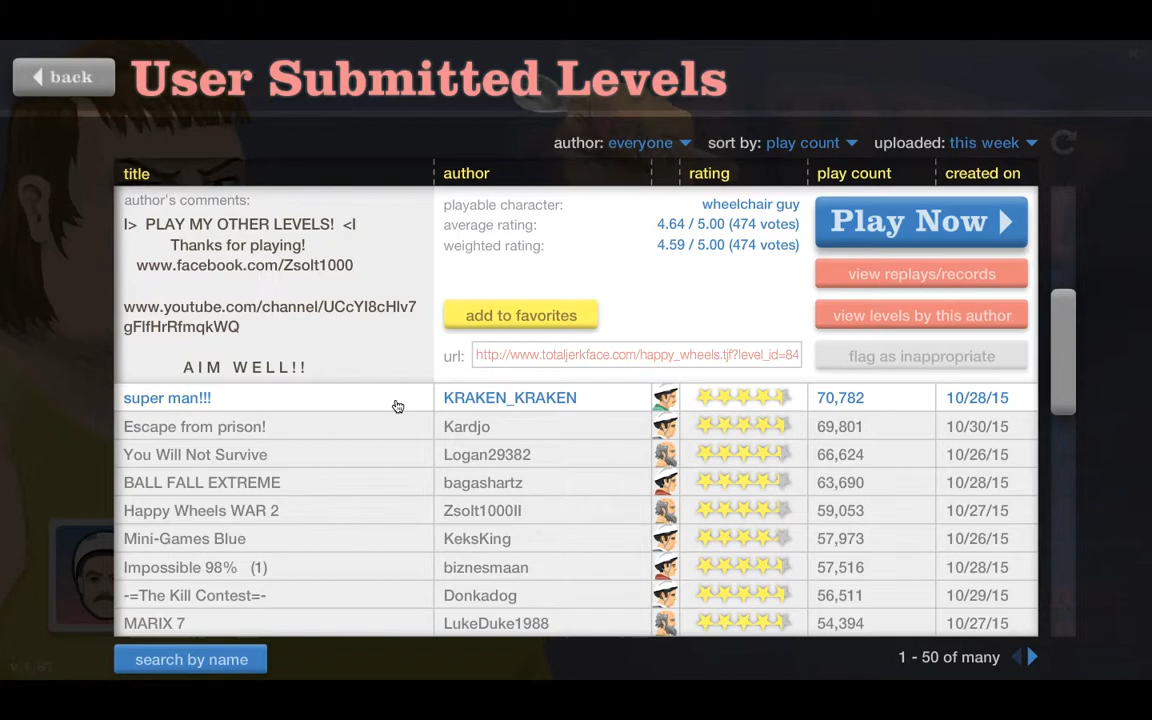 back
User Submitted Levels
author: everyone sort by: play count uploaded: this week
title author rating play count created on
author's comments:
I> PLAY MY OTHER LEVELS! <I
Thanks for playing!
www.facebook.com/Zsolt1000
www.youtube.com/channel/UCcYI8cHlv7
gFIfHrRfmqkWQ
A I M W E L L ! !
playable character: wheelchair guy
average rating: 4.64 / 5.00 (474 votes)
weighted rating: 4.59 / 5.00 (474 votes)
add to favorites
url: http://www.totaljerkface.com/happy_wheels.tjf?level_id=84
Play Now
view replays/records
view levels by this author
flag as inappropriate
super man!!! KRAKEN_KRAKEN 70,782 10/28/15
Escape from prison! Kardjo 69,801 10/30/15
You Will Not Survive Logan29382 66,624 10/26/15
BALL FALL EXTREME bagashartz 63,690 10/28/15
Happy Wheels WAR 2 Zsolt1000II 59,053 10/27/15
Mini-Games Blue KeksKing 57,973 10/26/15
Impossible 98% (1) biznesmaan 57,516 10/28/15
-=The Kill Contest=- Donkadog 56,511 10/29/15
MARIX 7 LukeDuke1988 54,394 10/27/15
search by name
1 - 50 of many